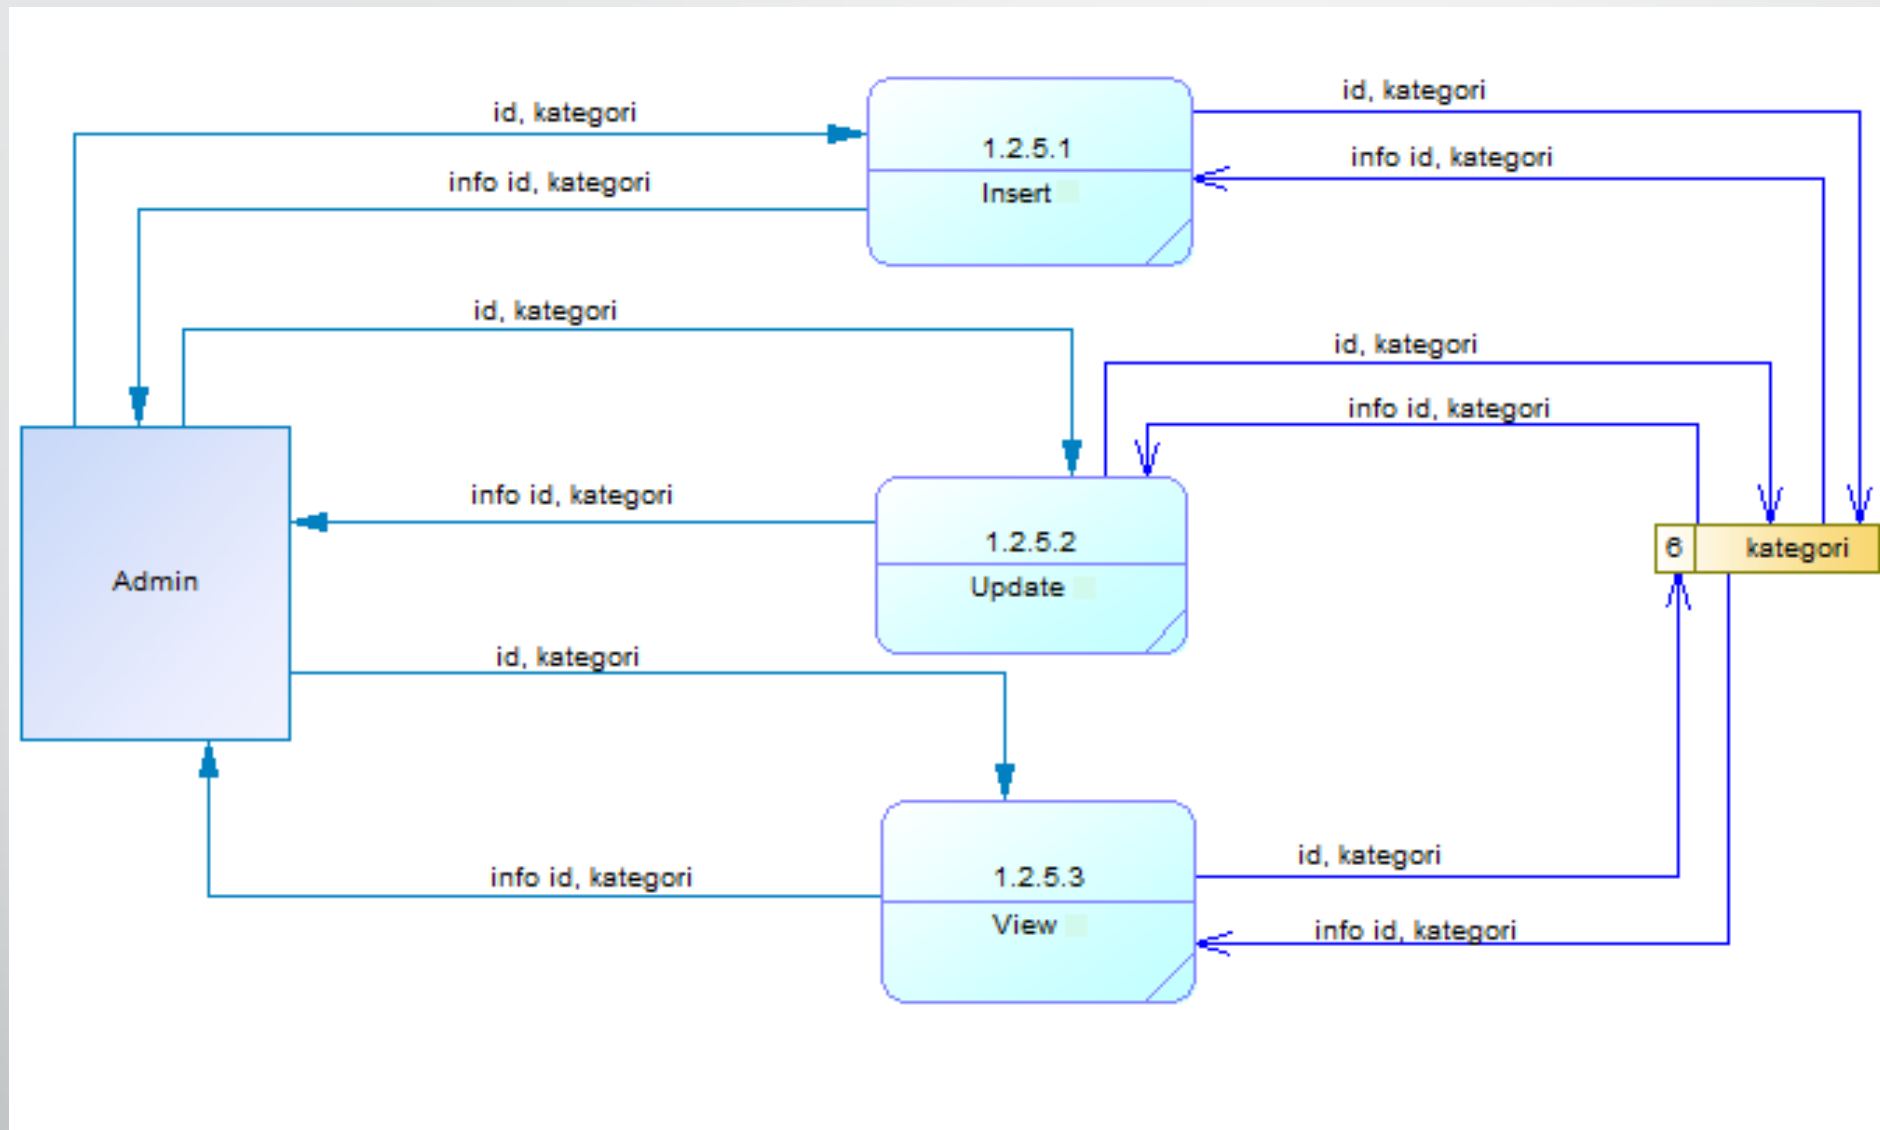 id, kategori
id, kategori
info id, kategori
info id, kategori
1.2.5.1
Insert
id, kategori
id, kategori
info id, kategori
info id, kategori
1.2.5.2
Update
Admin
6 kategori
id, kategori
id, kategori
info id, kategori
1.2.5.3
View
info id, kategori